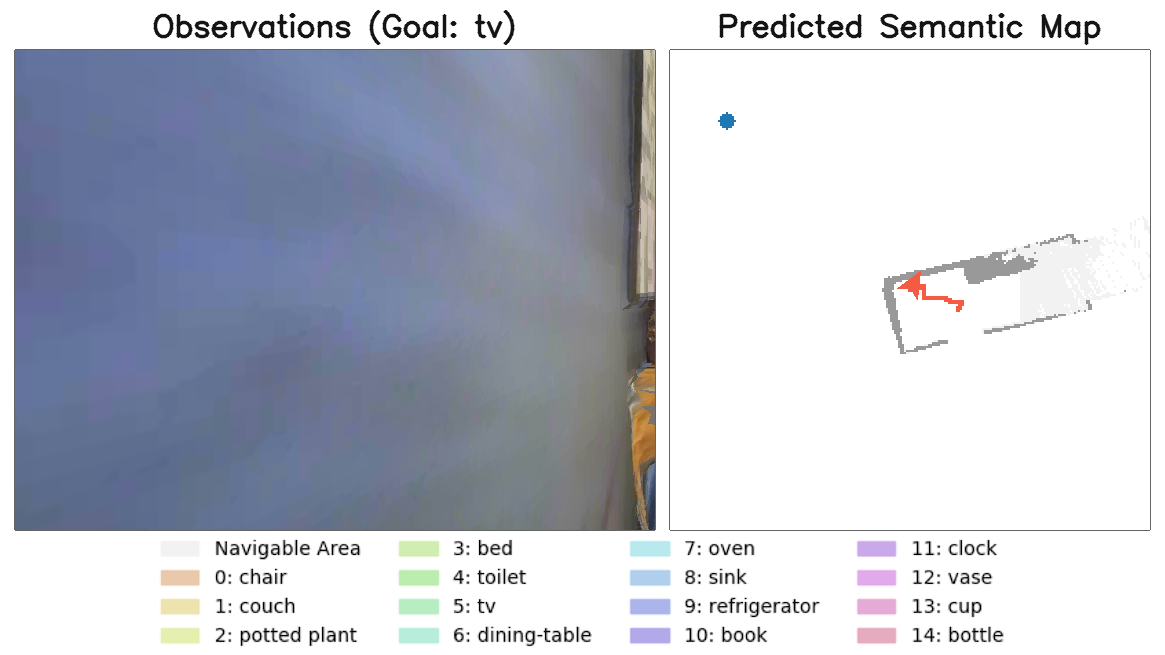 Observations (Goal: tv)
Predicted Semantic Map
Navigable Area
0: chair
1: couch
2: potted plant
3: bed
4: toilet
5: tv
6: dining-table
7: oven
8: sink
9: refrigerator
10: book
11: clock
12: vase
13: cup
14: bottle